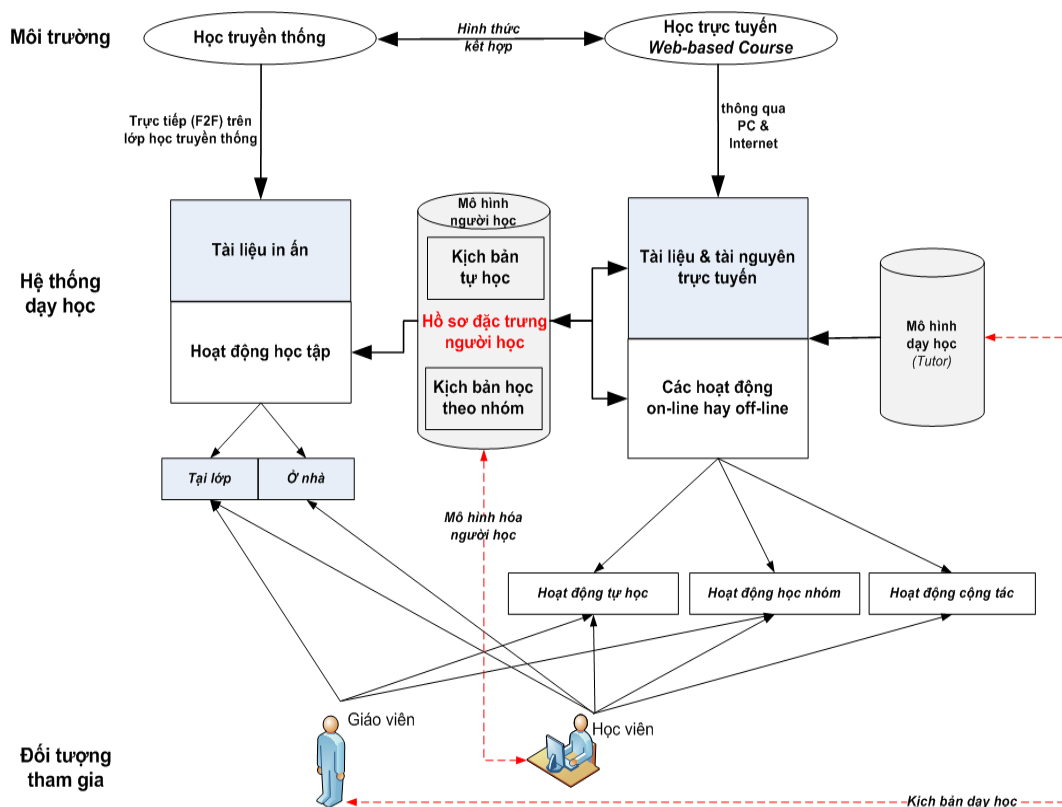 Môi trường
Học truyền thống
Hình thức
kết hợp
Học trực tuyến
Web-based Course
Trực tiếp (F2F) trên
lớp học truyền thống
thông qua
PC &
Internet
Hệ thống
dạy học
Tài liệu in ấn
Hoạt động học tập
Mô hình
người học
Kịch bản
tự học
Hồ sơ đặc trưng
người học
Kịch bản học
theo nhóm
Tài liệu & tài nguyên
trực tuyến
Các hoạt động
on-line hay off-line
Mô hình
dạy học
(Tutor)
Tại lớp
Ở nhà
Mô hình hóa
người học
Hoạt động tự học
Hoạt động học nhóm
Hoạt động cộng tác
Đối tượng
tham gia
Giáo viên
Học viên
Kịch bản dạy học